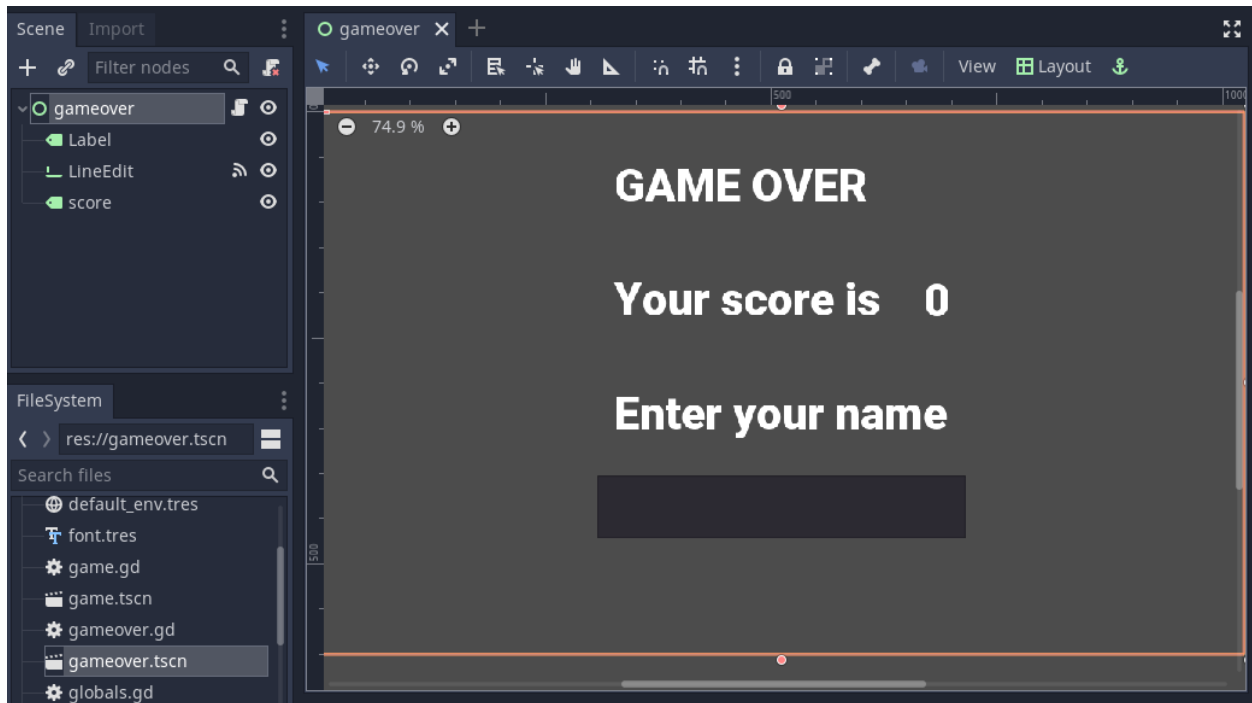 Scene Import
Filter nodes
gameover
Label
LineEdit
score
FileSystem
res://gameover.tscn
Search files
default_env.tres
font.tres
game.gd
game.tscn
gameover.gd
gameover.tscn
globals.gd
gameover
View Layout
500 1000
74.9 %
500
GAME OVER
Your score is 0
Enter your name